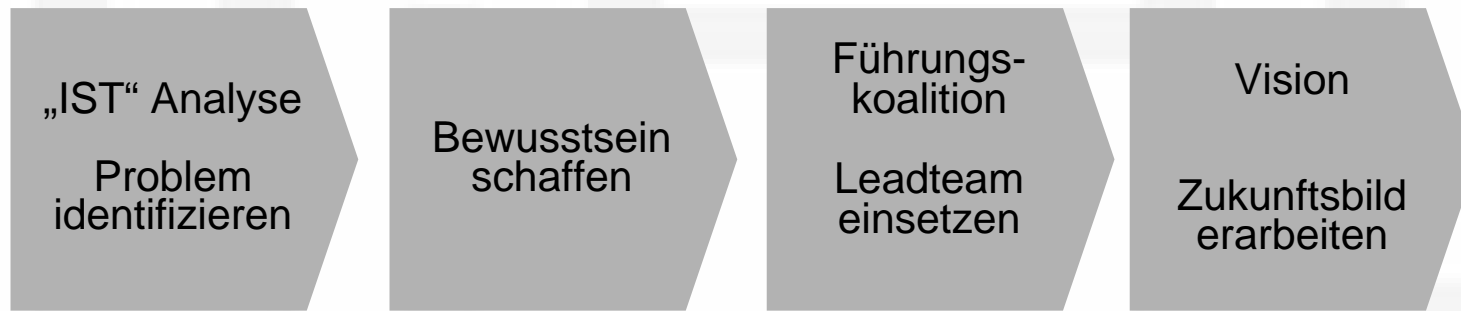 „IST“ Analyse
Problem
identifizieren
Bewusstsein
schaffen
Führungs-
koalition
Leadteam
einsetzen
Vision
Zukunftsbild
erarbeiten